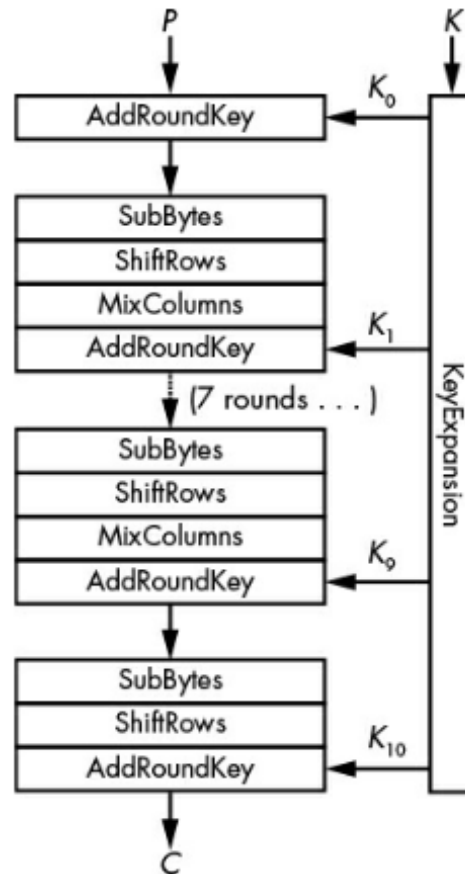 P
K
K0
AddRoundKey
SubBytes
ShiftRows
MixColumns
AddRoundKey
K1
(7 rounds . . . )
KeyExpansion
SubBytes
ShiftRows
MixColumns
AddRoundKey
K9
SubBytes
ShiftRows
AddRoundKey
K10
C